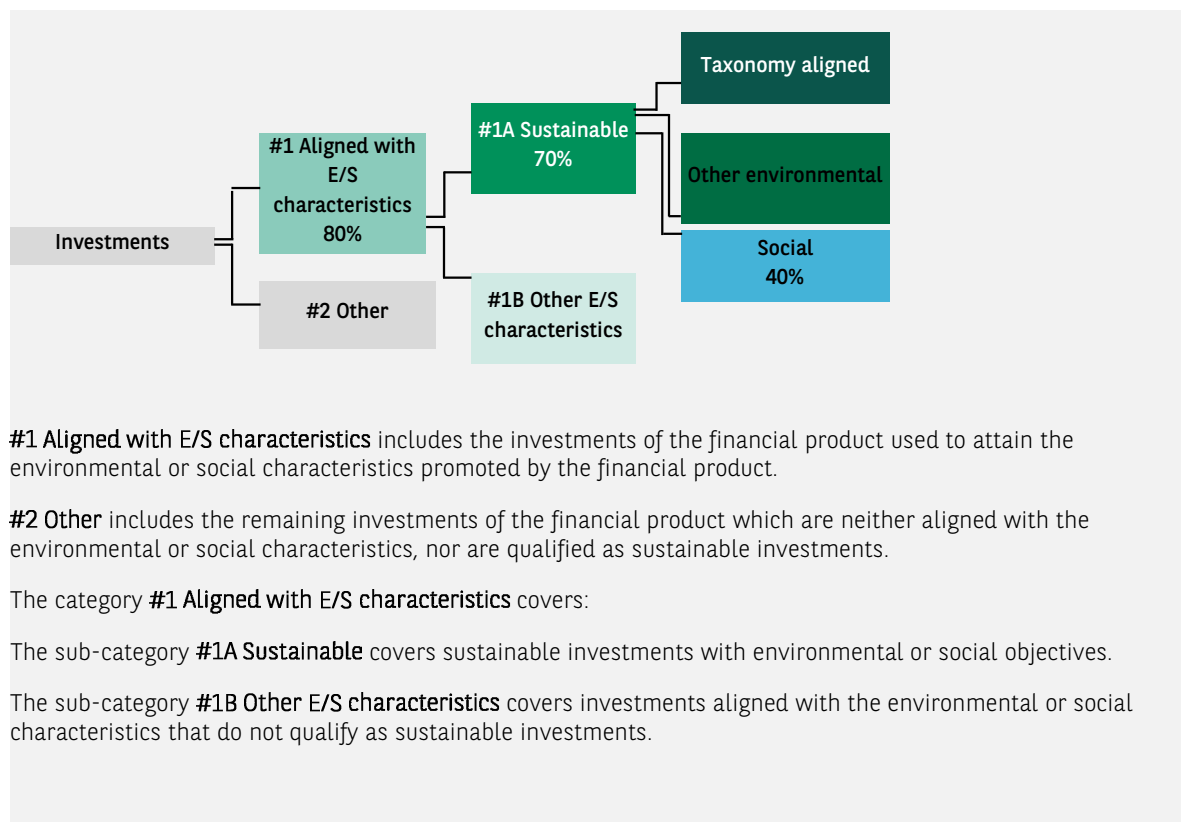 Taxonomy aligned
#1A Sustainable
70%
#1 Aligned with
E/S
characteristics
80%
Other environmental
Investments
Social
40%
#2 Other
#1B Other E/S
characteristics
#1 Aligned with E/S characteristics includes the investments of the financial product used to attain the
environmental or social characteristics promoted by the financial product.
#2 Other includes the remaining investments of the financial product which are neither aligned with the
environmental or social characteristics, nor are qualified as sustainable investments.
The category #1 Aligned with E/S characteristics covers:
The sub-category #1A Sustainable covers sustainable investments with environmental or social objectives.
The sub-category #1B Other E/S characteristics covers investments aligned with the environmental or social
characteristics that do not qualify as sustainable investments.